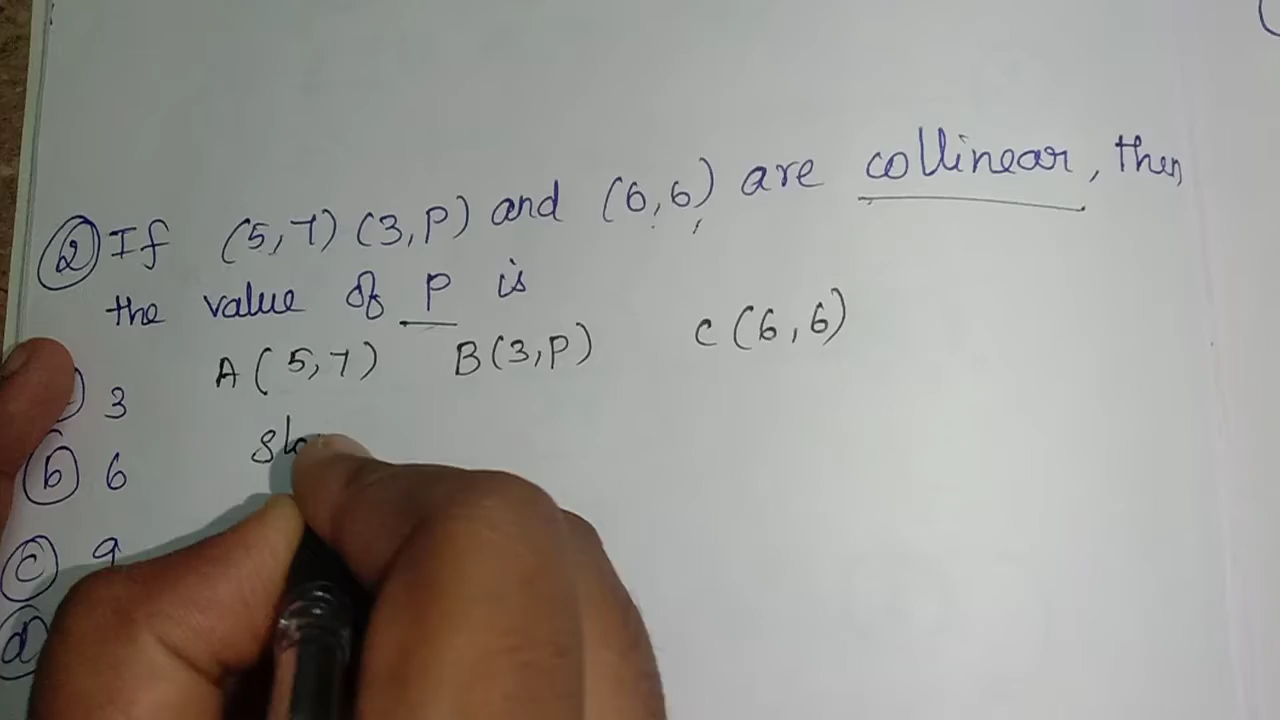 ② If (5,7) (3,P) and (6,6) are collinear, then
the value of P is
A (5,7) B(3,P) C (6,6)
3
ⓑ 6
ⓒ 9
ⓓ